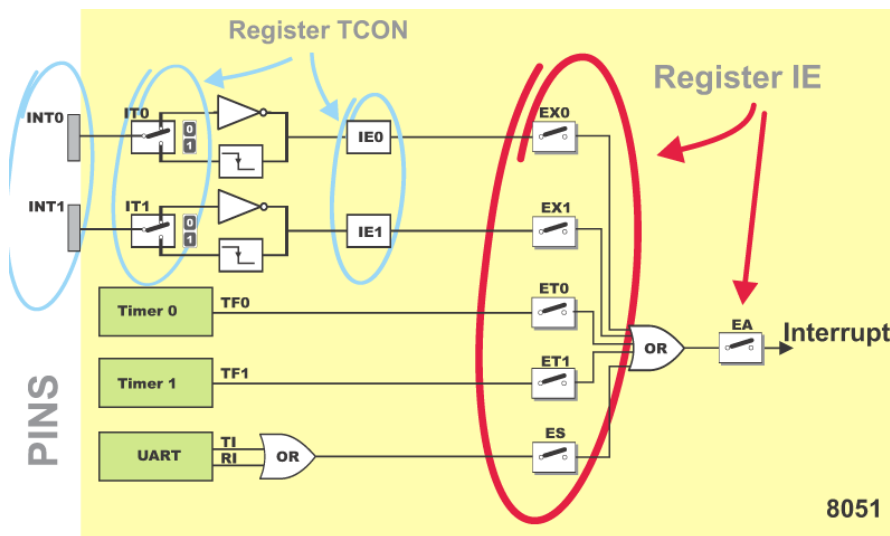 Register TCON
Register IE
INT0
IT0
0
1
IE0
EX0
INT1
IT1
0
1
IE1
EX1
Timer 0
TF0
ET0
OR
EA
Interrupt
Timer 1
TF1
ET1
PINS
UART
TI
RI
OR
ES
8051